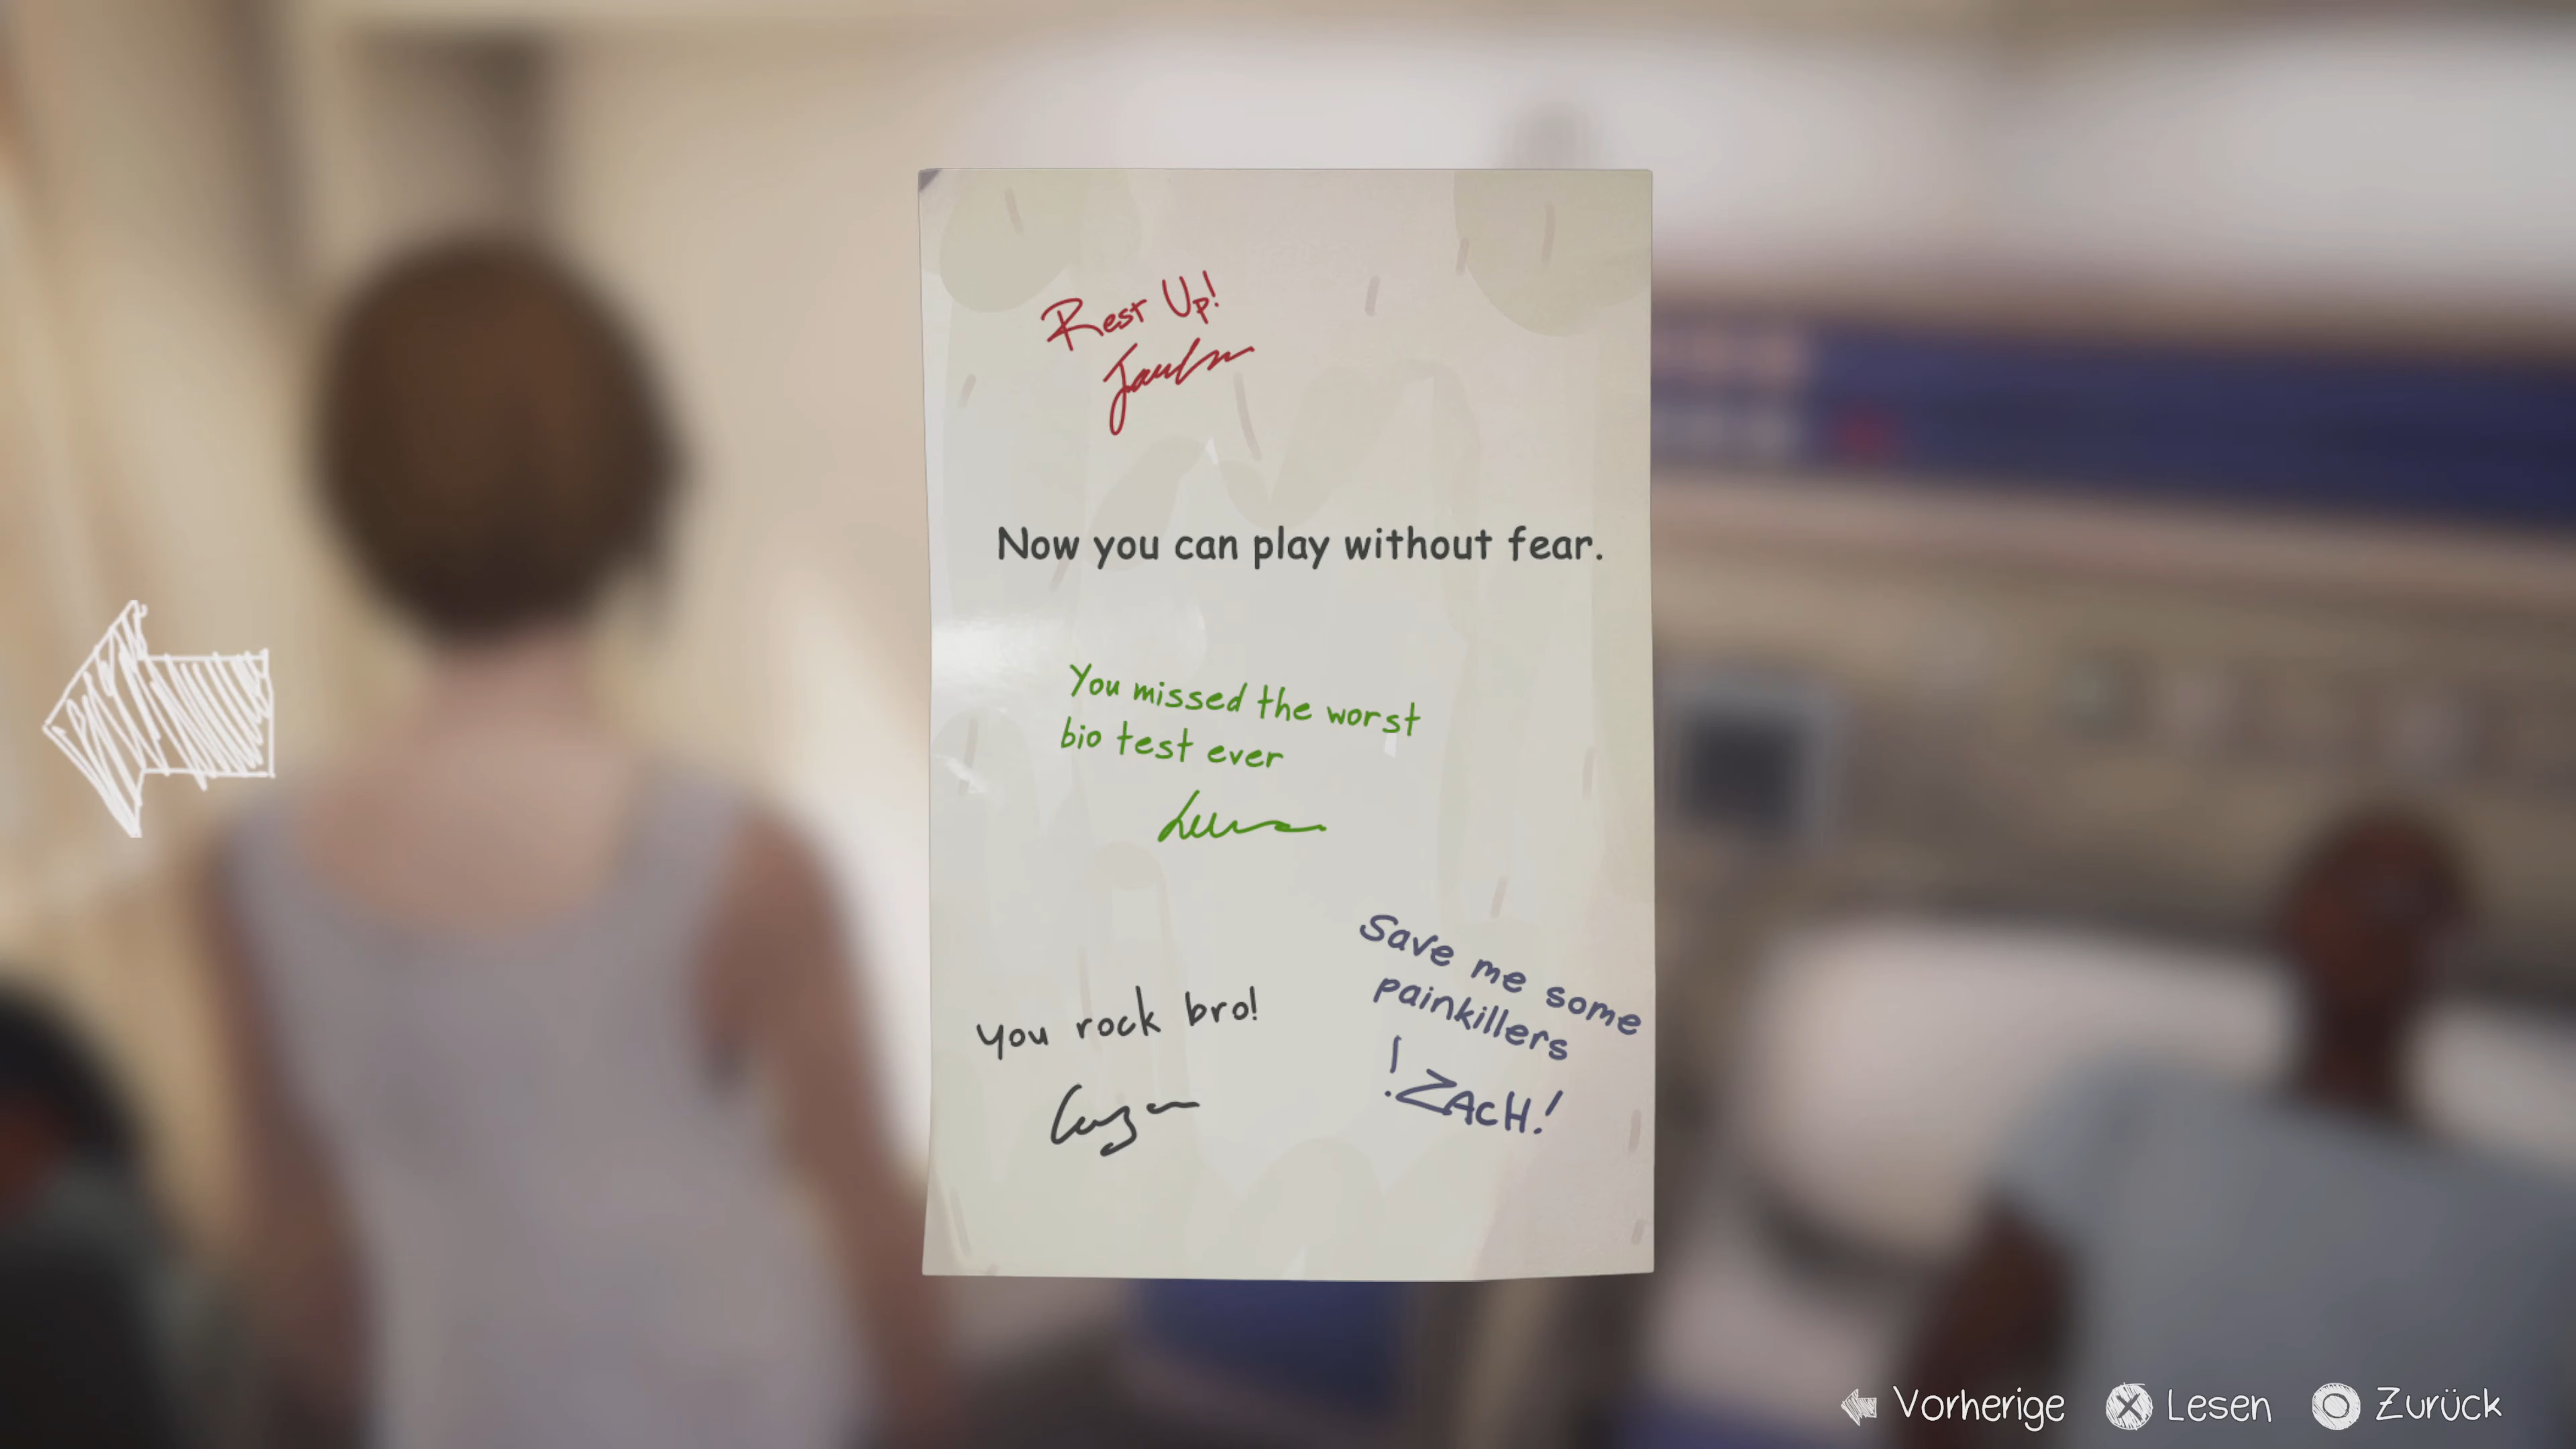 Rest Up!
Now you can play without fear.
You missed the worst
bio test ever
You rock bro!
Save me some
painkillers
! ZACH!
Vorherige
Lesen
Zurück